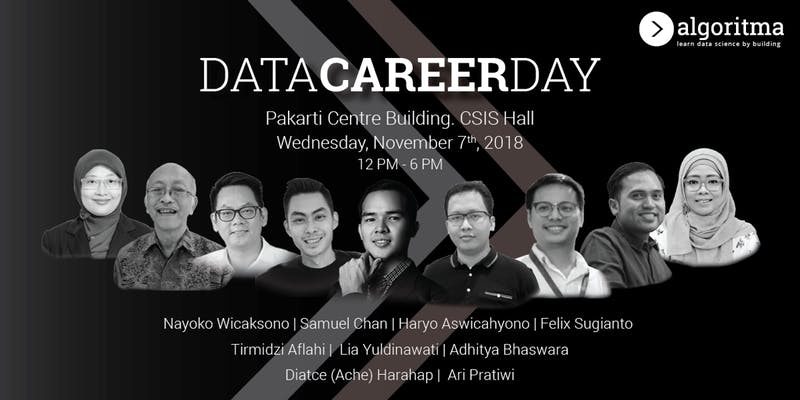 algoritma
learn data science by building
DATACAREERDAY
Pakarti Centre Building. CSIS Hall
Wednesday, November 7th, 2018
12 PM - 6 PM
Nayoko Wicaksono | Samuel Chan | Haryo Aswicahyono | Felix Sugianto
Tirmidzi Aflahi | Lia Yuldinawati | Adhitya Bhaswara
Diatce (Ache) Harahap | Ari Pratiwi